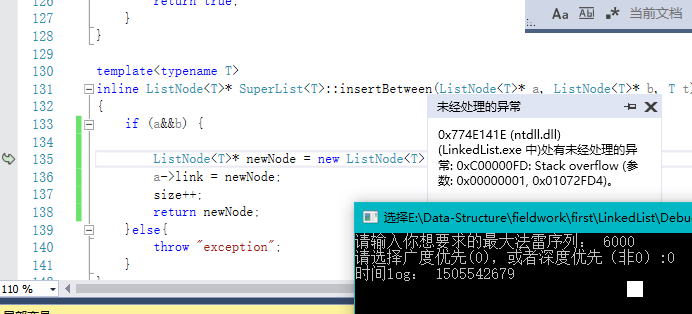 Aa Ab| .* 当前文档
126 return true;
127 }
128 }
129
130 template<typename T>
131 inline ListNode<T>* SuperList<T>::insertBetween(ListNode<T>* a, ListNode<T>* b, T t)
132 {
133 if (a&&b) {
134
135 ListNode<T>* newNode = new ListNode<T>
136 a->link = newNode;
137 size++;
138 return newNode;
139 }else{
140 throw "exception";
141 }
110 %
未经处理的异常
0x774E141E (ntdll.dll)
(LinkedList.exe 中)处有未经处理的异
常: 0xC00000FD: Stack overflow (参
数: 0x00000001, 0x01072FD4)。
选择E:\Data-Structure\fieldwork\first\LinkedList\Debu
请输入你想要求的最大法雷序列： 6000
请选择广度优先(0), 或者深度优先（非0）:0
时间log： 1505542679